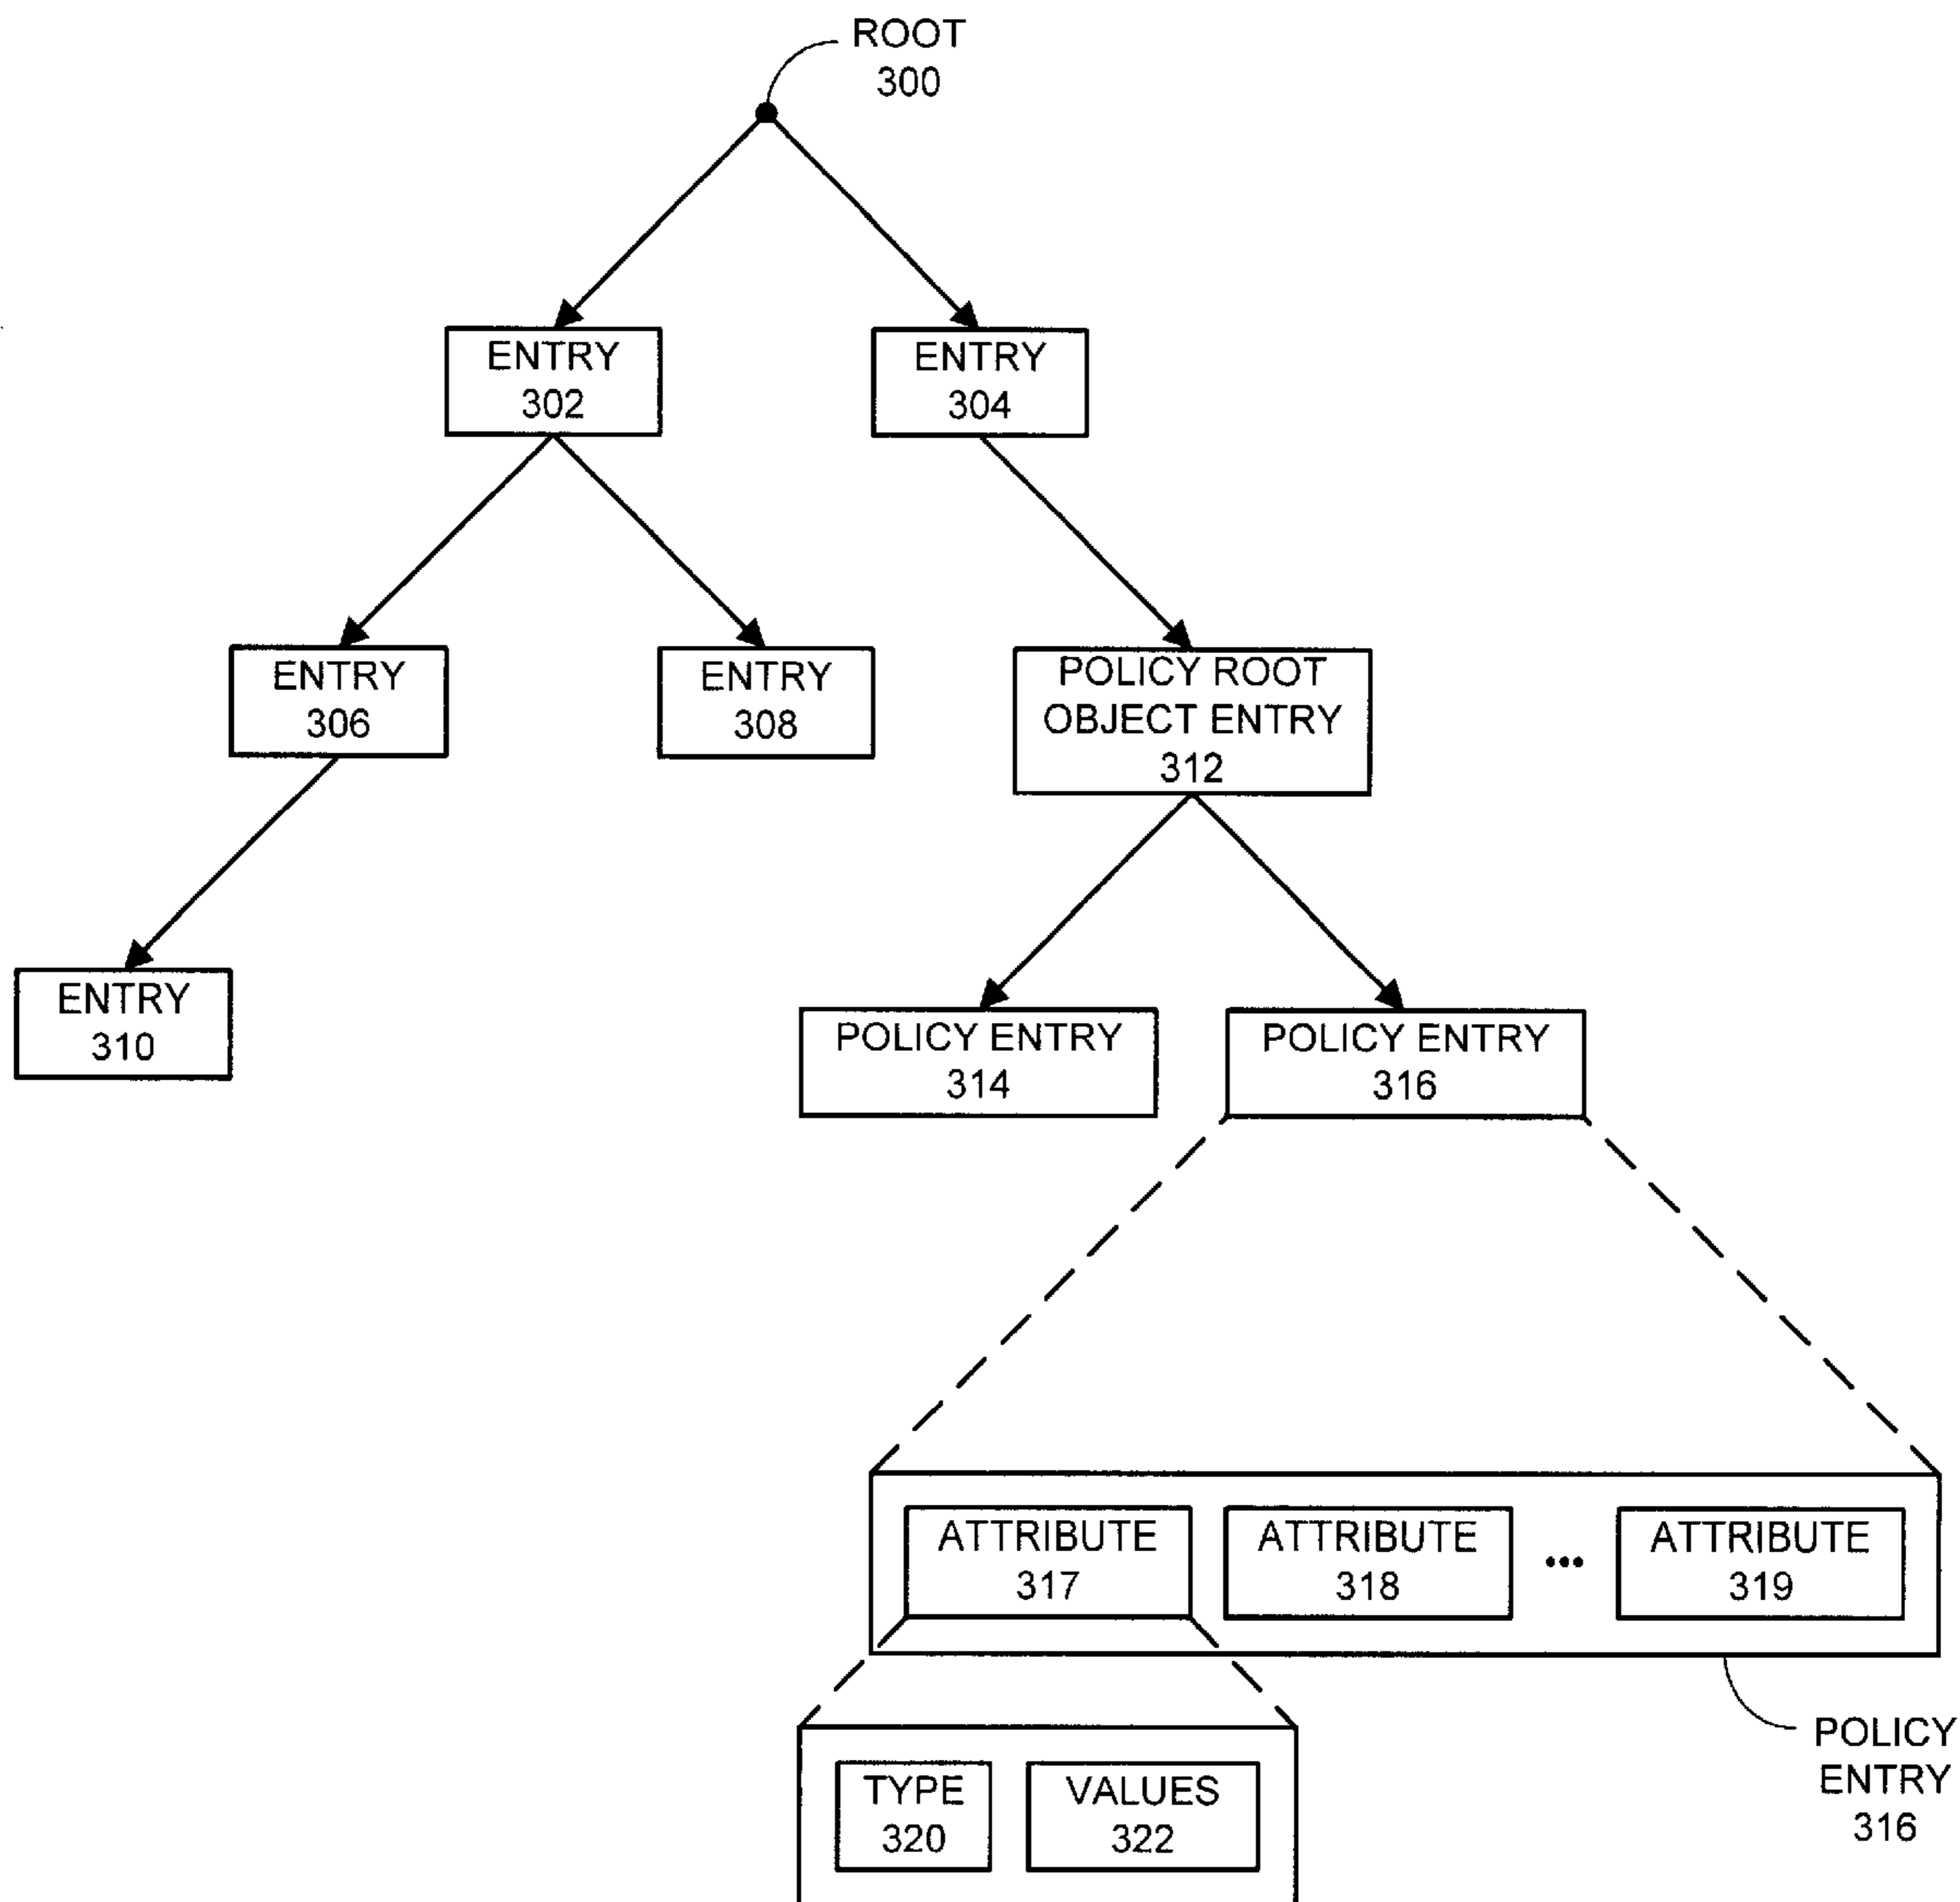 ROOT
300
ENTRY
302
ENTRY
304
ENTRY
306
ENTRY
308
POLICY ROOT
OBJECT ENTRY
312
ENTRY
310
POLICY ENTRY
314
POLICY ENTRY
316
ATTRIBUTE
317
ATTRIBUTE
318
•••
ATTRIBUTE
319
POLICY
ENTRY
316
TYPE
320
VALUES
322